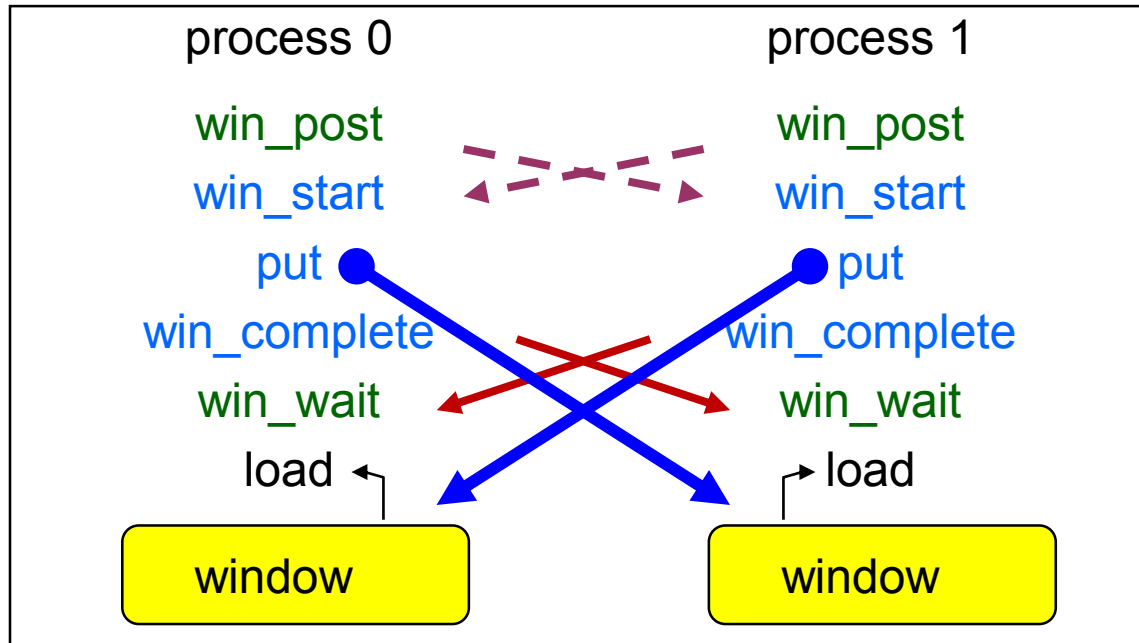 process 0 process 1
win_post win_post
win_start win_start
put put
win_complete win_complete
win_wait win_wait
load load
window window